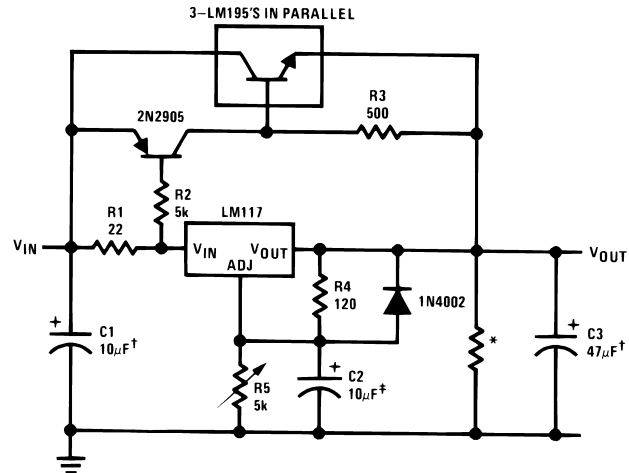 3–LM195'S IN PARALLEL
2N2905
R3
500
R2
5k
LM117
R1
22
VIN
VIN
VOUT
ADJ
VOUT
R4
120
1N4002
+
C1
10μF†
R5
5k
+
C2
10μF‡
*
+
C3
47μF†